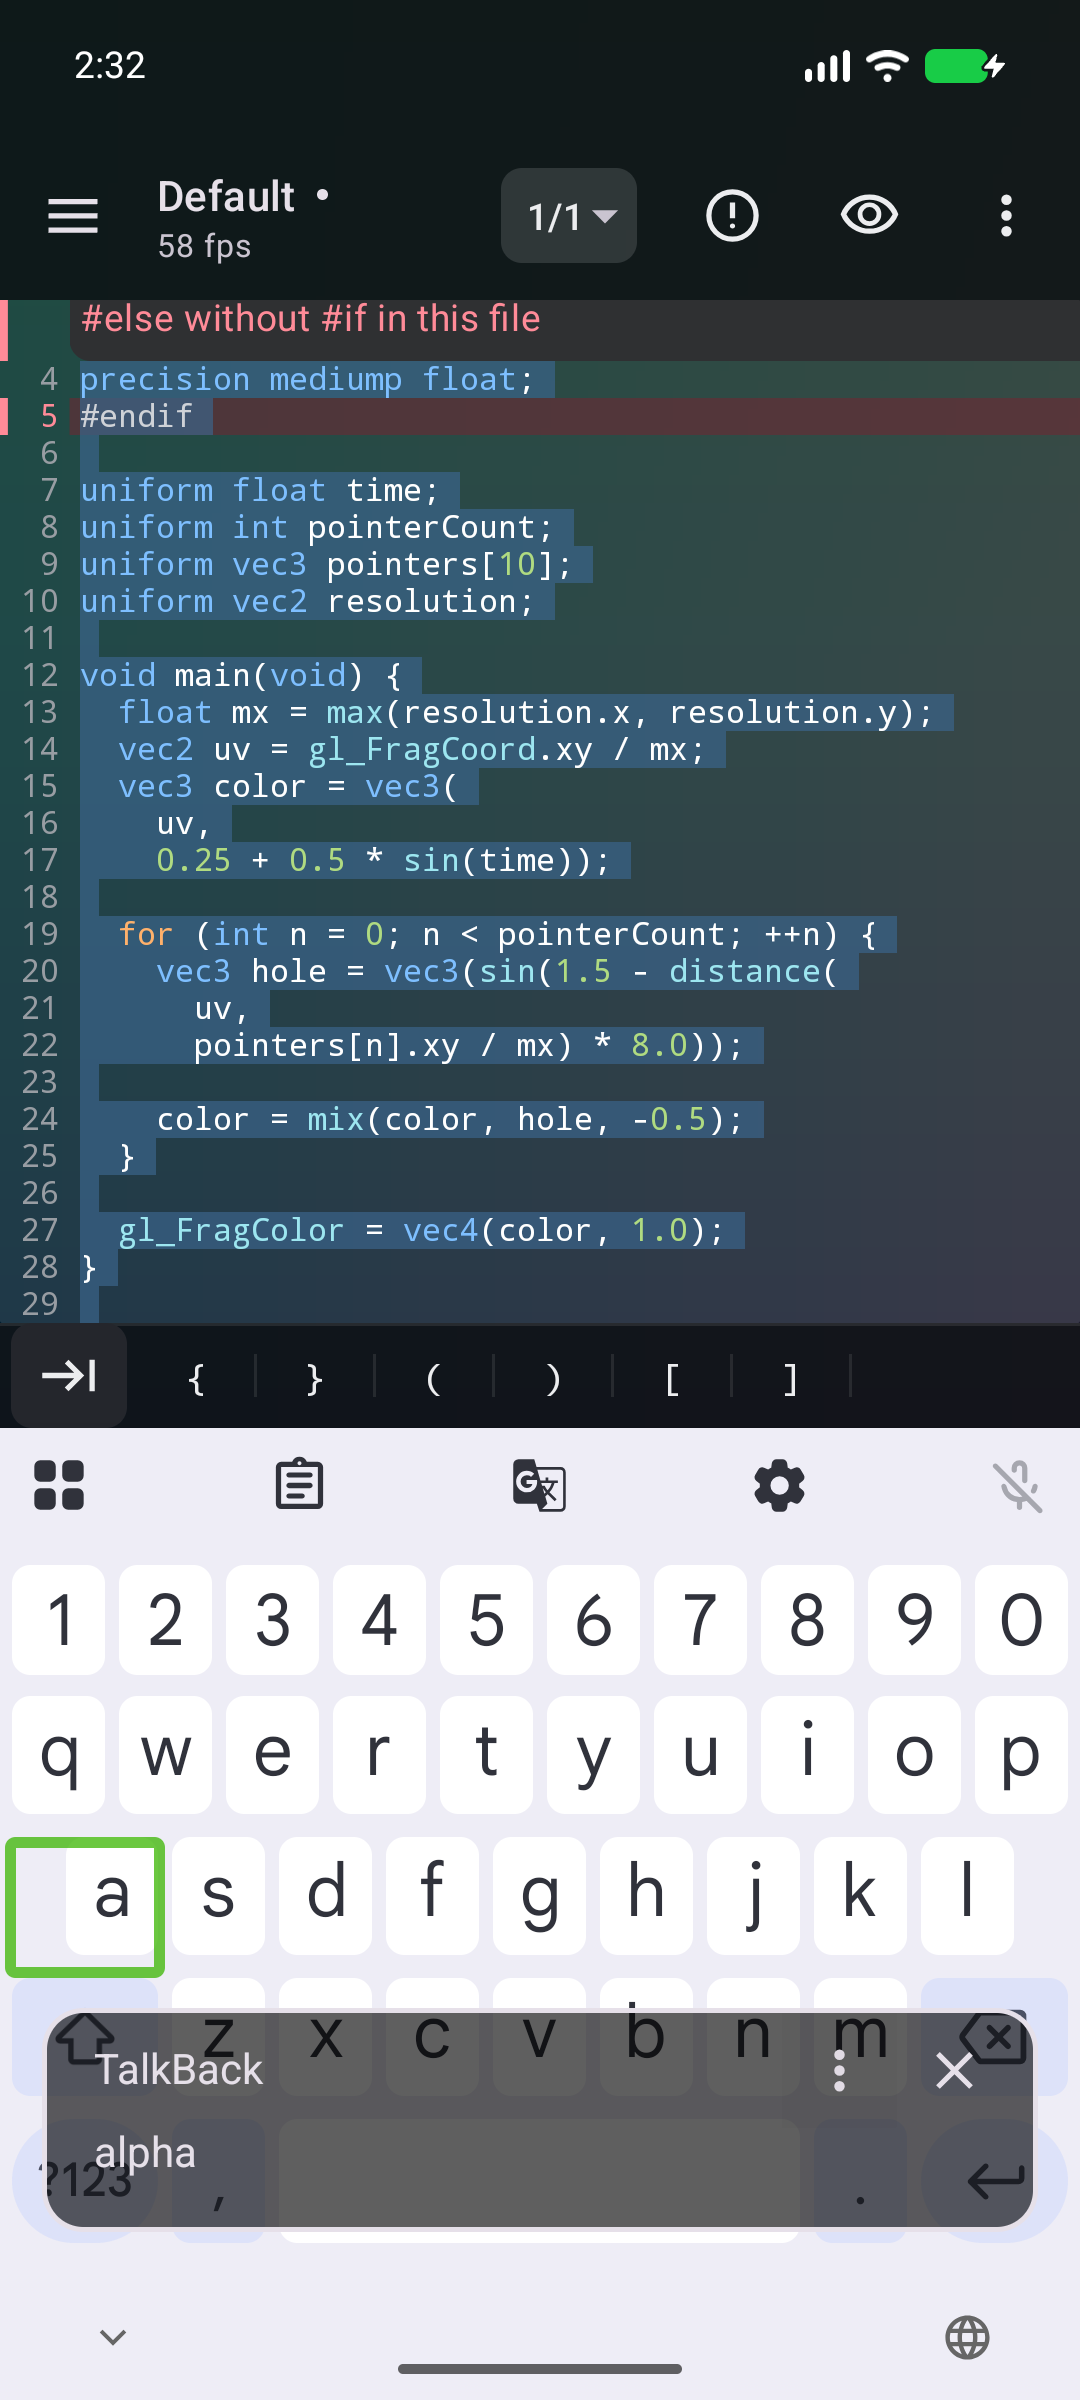 2:32
Default •
58 fps
1/1
#else without #if in this file
4 precision mediump float;
5 #endif
6
7 uniform float time;
8 uniform int pointerCount;
9 uniform vec3 pointers[10];
10 uniform vec2 resolution;
11
12 void main(void) {
13   float mx = max(resolution.x, resolution.y);
14   vec2 uv = gl_FragCoord.xy / mx;
15   vec3 color = vec3(
16     uv,
17     0.25 + 0.5 * sin(time));
18
19   for (int n = 0; n < pointerCount; ++n) {
20     vec3 hole = vec3(sin(1.5 - distance(
21       uv,
22       pointers[n].xy / mx) * 8.0));
23
24     color = mix(color, hole, -0.5);
25   }
26
27   gl_FragColor = vec4(color, 1.0);
28 }
29
{ } ( ) [ ]
1 2 3 4 5 6 7 8 9 0
q w e r t y u i o p
a s d f g h j k l
z x c v b n m
TalkBack
alpha
?123 , .